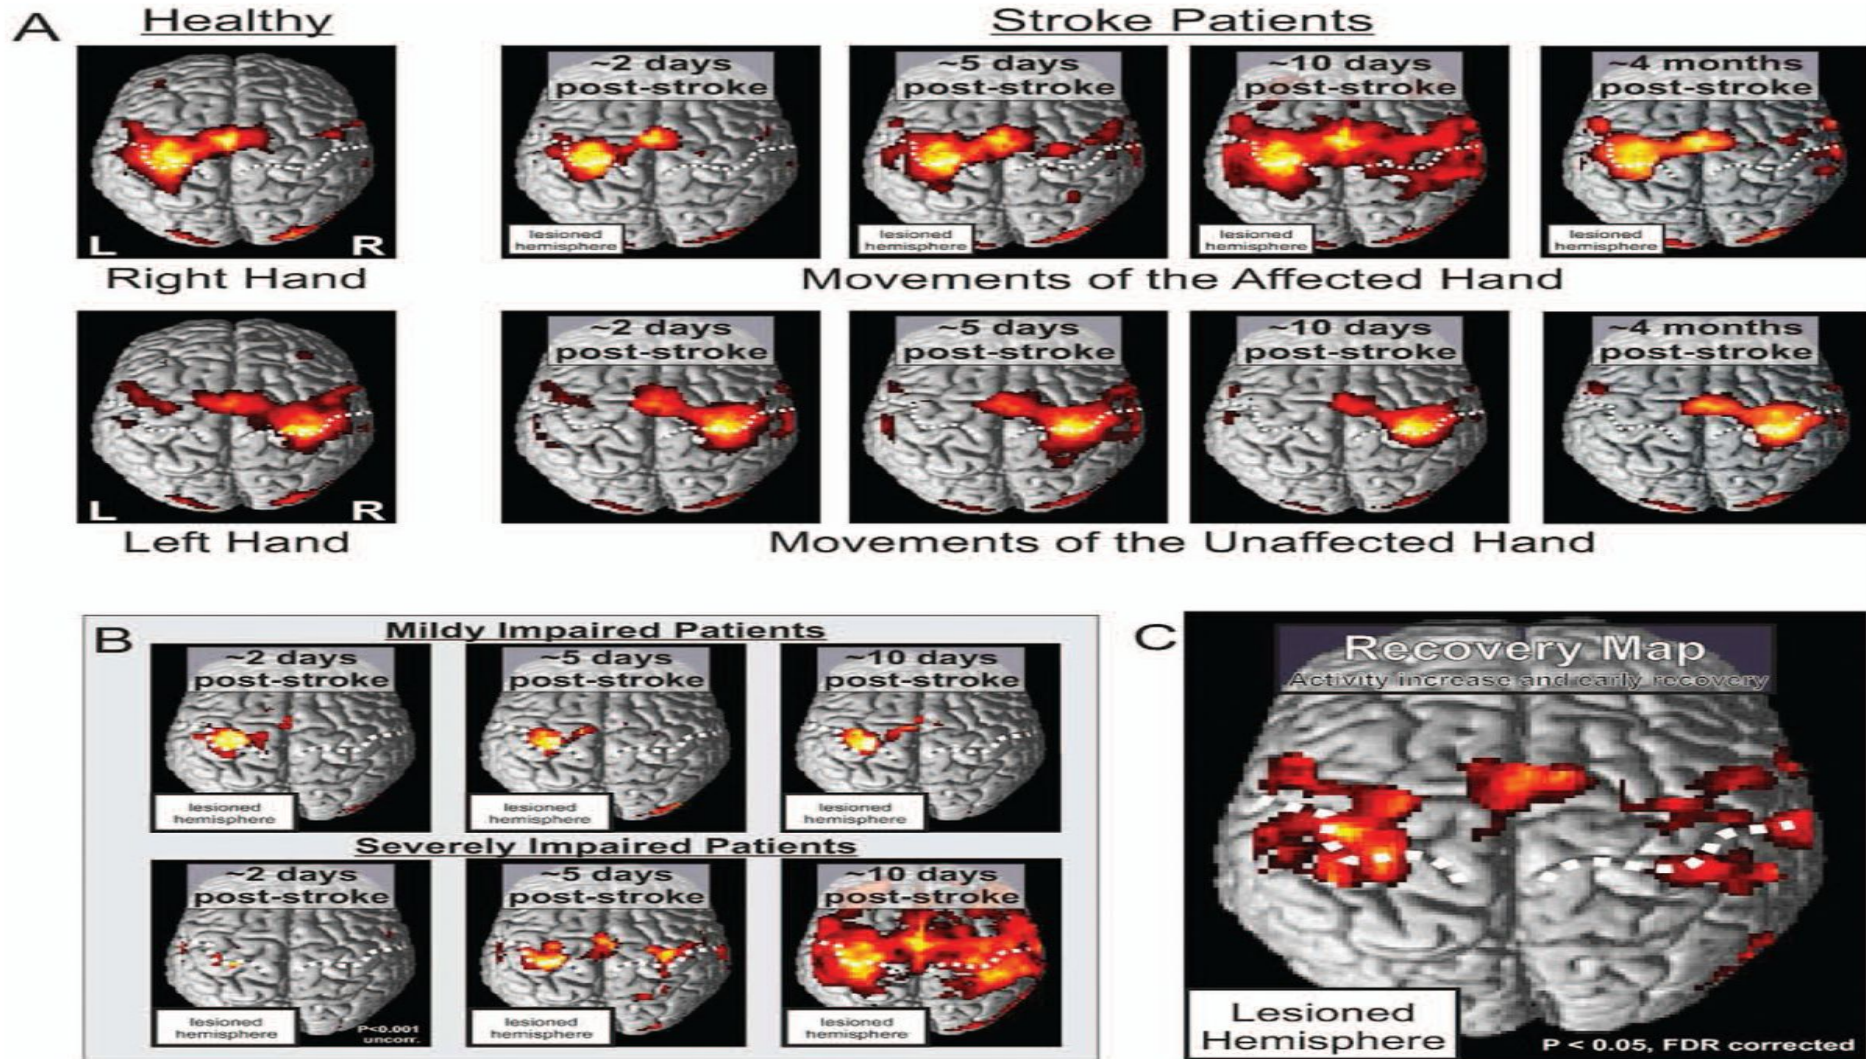 A
Healthy
Stroke Patients
~2 days
post-stroke
~5 days
post-stroke
~10 days
post-stroke
~4 months
post-stroke
L
R
lesioned
hemisphere
lesioned
hemisphere
lesioned
hemisphere
lesioned
hemisphere
Right Hand
Movements of the Affected Hand
~2 days
post-stroke
~5 days
post-stroke
~10 days
post-stroke
~4 months
post-stroke
L
R
Left Hand
Movements of the Unaffected Hand
B
Mildy Impaired Patients
~2 days
post-stroke
~5 days
post-stroke
~10 days
post-stroke
lesioned
hemisphere
lesioned
hemisphere
lesioned
hemisphere
Severely Impaired Patients
~2 days
post-stroke
~5 days
post-stroke
~10 days
post-stroke
lesioned
hemisphere
P<0.001
uncorr.
lesioned
hemisphere
lesioned
hemisphere
C
Recovery Map
Activity increase and early recovery
Lesioned
Hemisphere
P < 0.05, FDR corrected